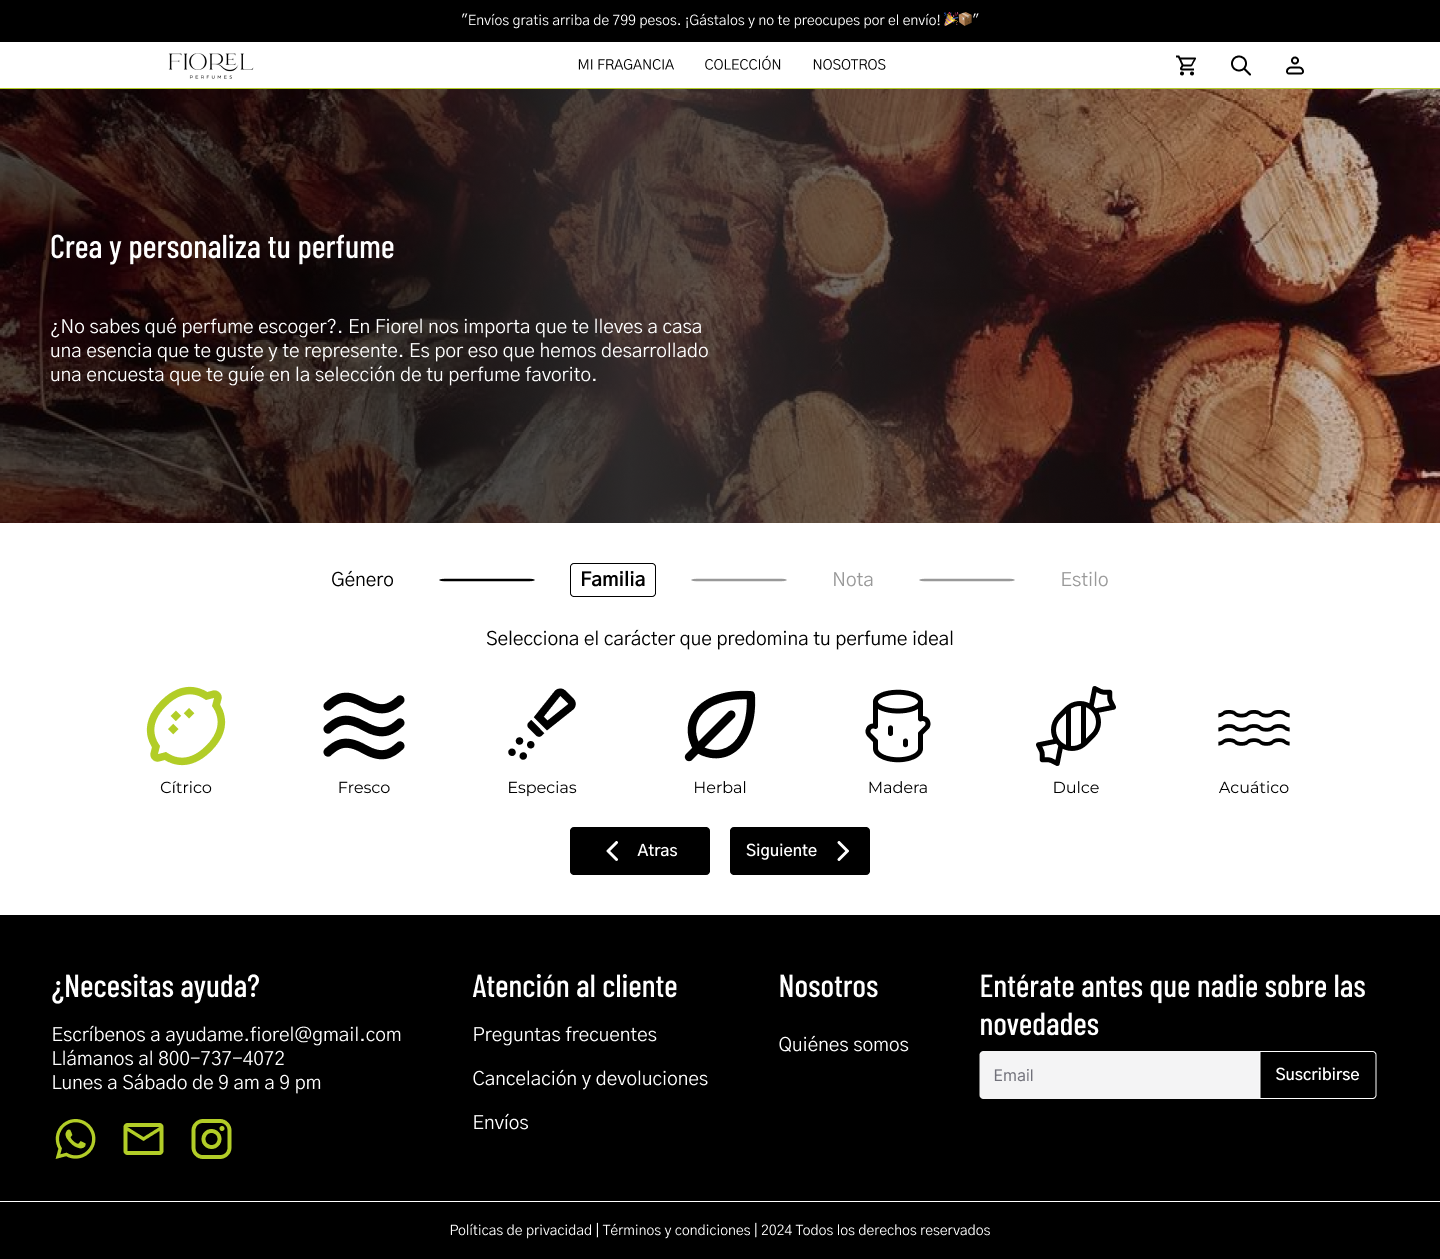 "Envíos gratis arriba de 799 pesos. ¡Gástalos y no te preocupes por el envío! 🎉📦"
FIOREL
PERFUMES
MI FRAGANCIA
COLECCIÓN
NOSOTROS
Crea y personaliza tu perfume
¿No sabes qué perfume escoger?. En Fiorel nos importa que te lleves a casa
una esencia que te guste y te represente. Es por eso que hemos desarrollado
una encuesta que te guíe en la selección de tu perfume favorito.
Género
Familia
Nota
Estilo
Selecciona el carácter que predomina tu perfume ideal
Cítrico
Fresco
Especias
Herbal
Madera
Dulce
Acuático
Atras
Siguiente
¿Necesitas ayuda?
Escríbenos a ayudame.fiorel@gmail.com
Llámanos al 800-737-4072
Lunes a Sábado de 9 am a 9 pm
Atención al cliente
Preguntas frecuentes
Cancelación y devoluciones
Envíos
Nosotros
Quiénes somos
Entérate antes que nadie sobre las
novedades
Email
Suscribirse
Políticas de privacidad | Términos y condiciones | 2024 Todos los derechos reservados